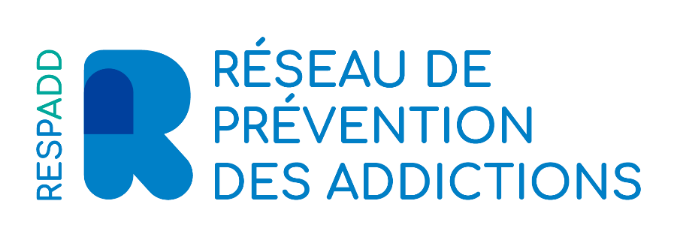 RESPADD
RÉSEAU DE
PRÉVENTION
DES ADDICTIONS